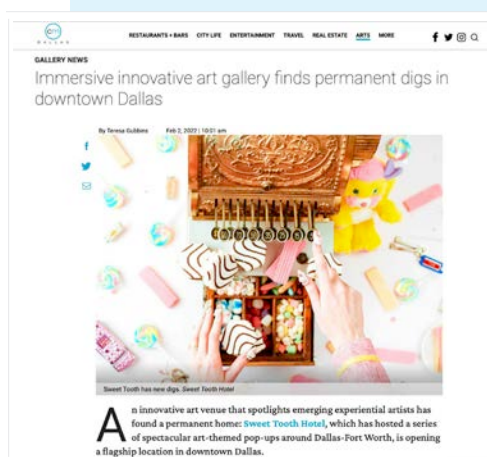 DALLAS
RESTAURANTS + BARS CITY LIFE ENTERTAINMENT TRAVEL REAL ESTATE ARTS MORE
GALLERY NEWS
Immersive innovative art gallery finds permanent digs in
downtown Dallas
By Teresa Gubbins Feb 2, 2022 | 10:01 am
Sweet Tooth has new digs. Sweet Tooth Hotel
An innovative art venue that spotlights emerging experiential artists has
found a permanent home: Sweet Tooth Hotel, which has hosted a series
of spectacular art-themed pop-ups around Dallas-Fort Worth, is opening
a flagship location in downtown Dallas.